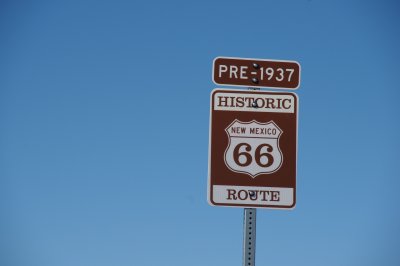 PRE-1937
HISTORIC
NEW MEXICO
66
ROUTE